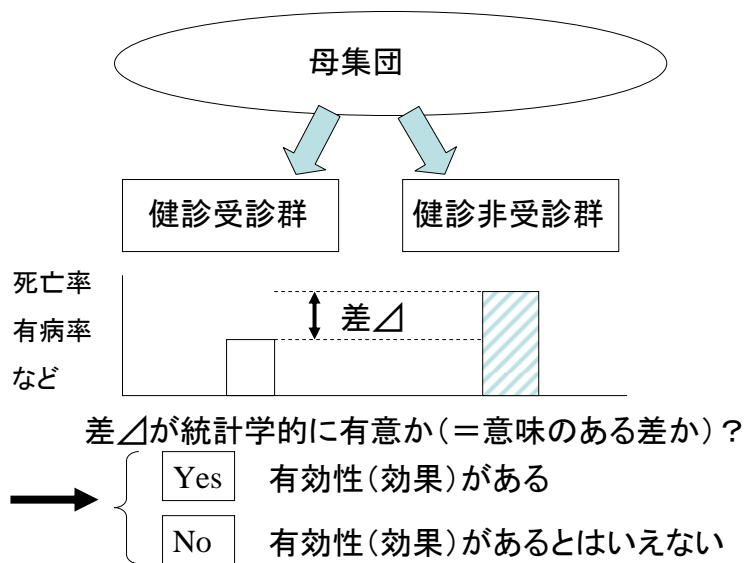 母集団
健診受診群
健診非受診群
死亡率
有病率
など
差⊿
差⊿が統計学的に有意か(=意味のある差か)?
Yes 有効性(効果)がある
No 有効性(効果)があるとはいえない